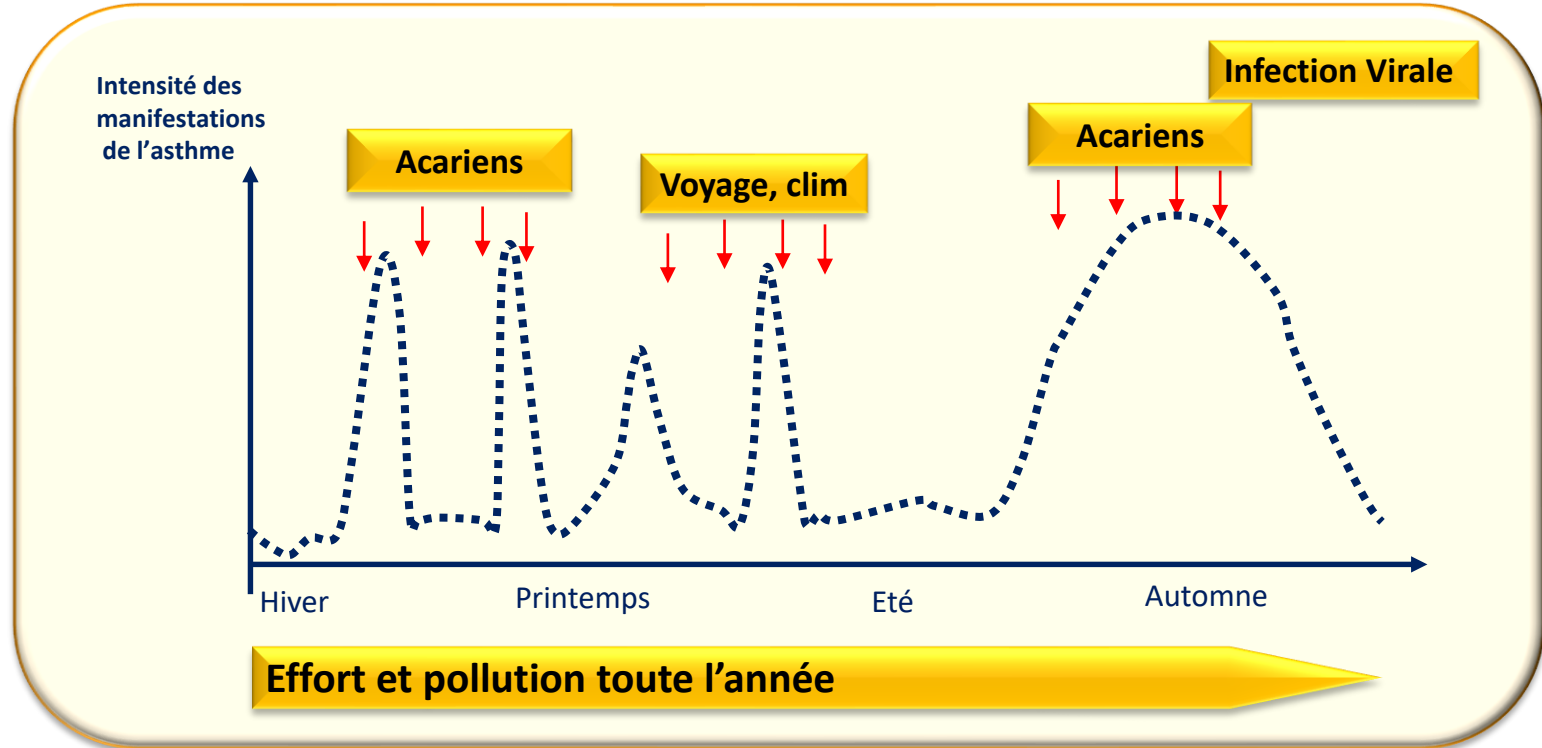 Infection Virale
Intensité des
manifestations
de l’asthme
Acariens
Acariens
Voyage, clim
Hiver
Printemps
Eté
Automne
Effort et pollution toute l’année